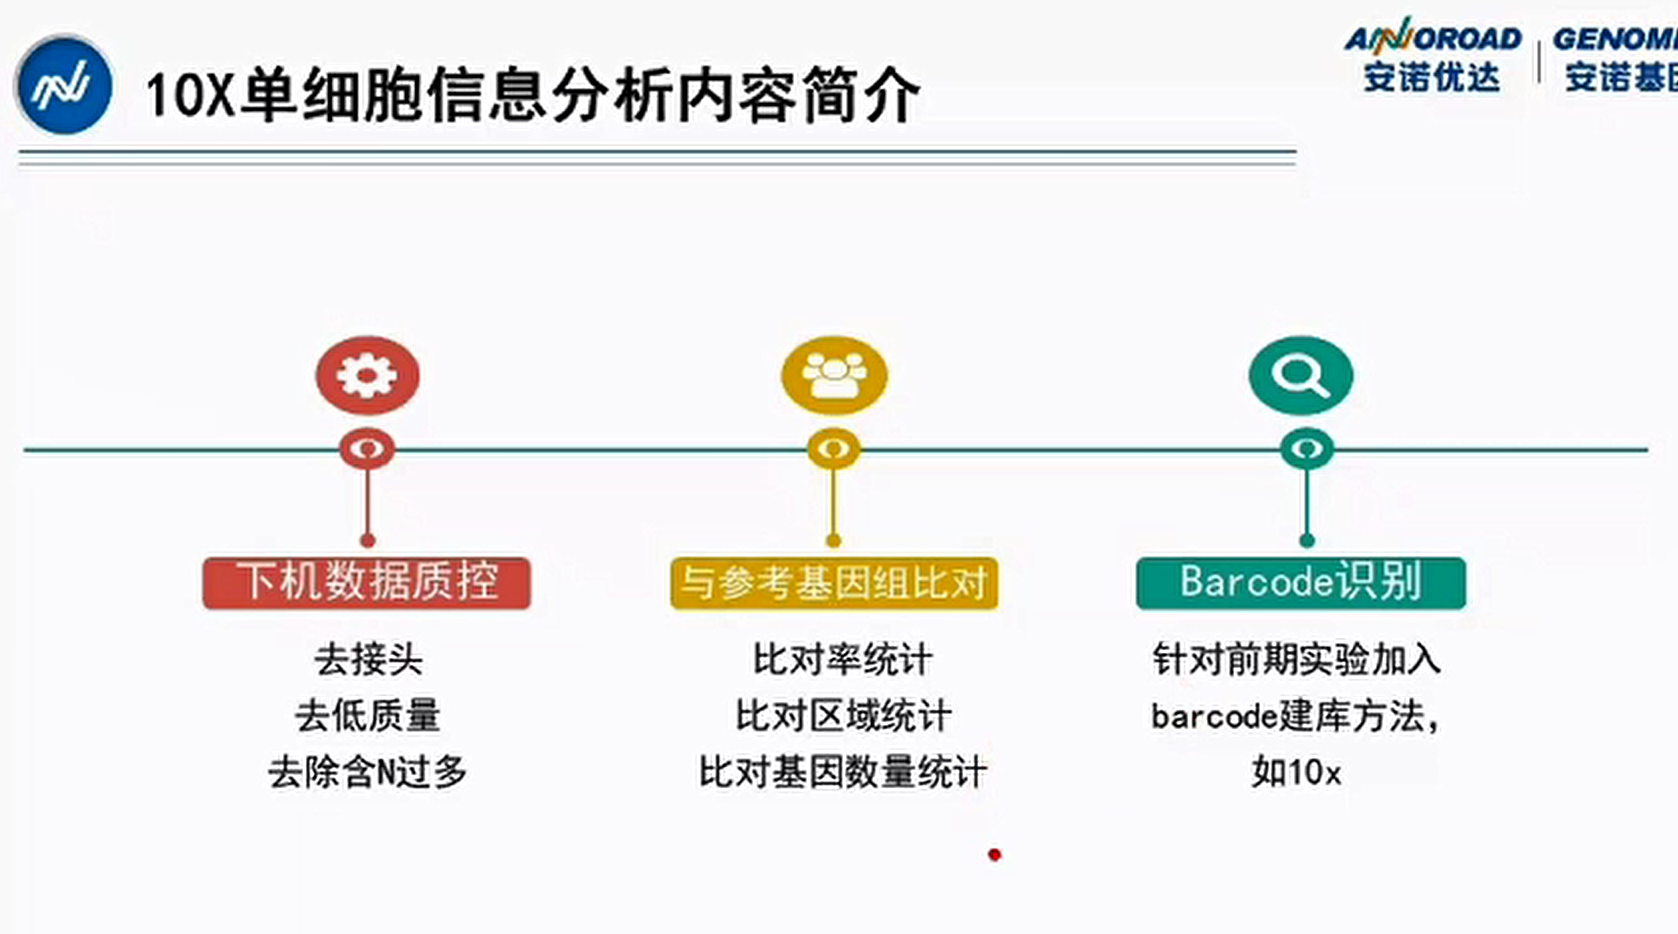 10X单细胞信息分析内容简介
ANNOROAD
安诺优达
GENOM
安诺基
下机数据质控
去接头
去低质量
去除含N过多
与参考基因组比对
比对率统计
比对区域统计
比对基因数量统计
Barcode识别
针对前期实验加入
barcode建库方法，
如10x